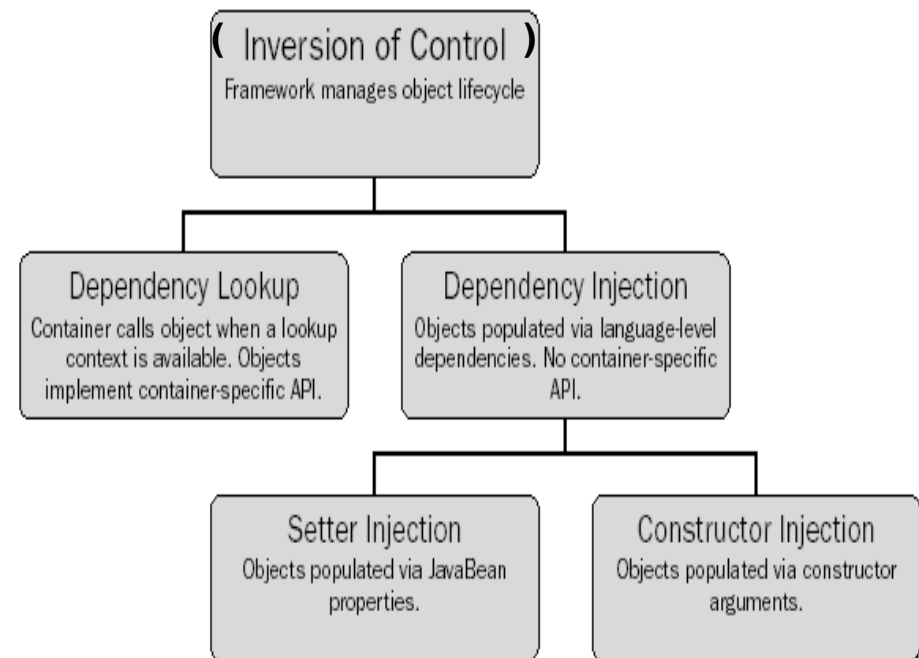 ( Inversion of Control )
Framework manages object lifecycle
Dependency Lookup
Container calls object when a lookup
context is available. Objects
implement container-specific API.
Dependency Injection
Objects populated via language-level
dependencies. No container-specific
API.
Setter Injection
Objects populated via JavaBean
properties.
Constructor Injection
Objects populated via constructor
arguments.